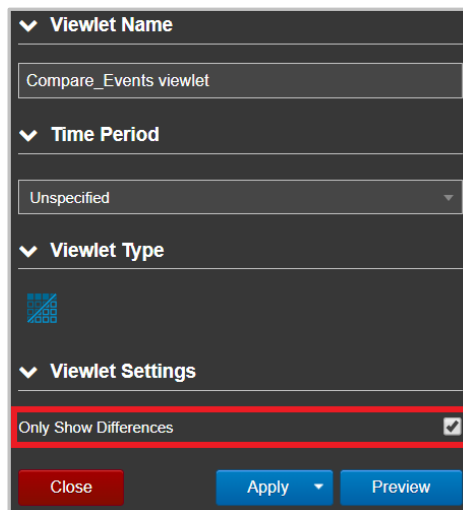 Viewlet Name
Compare_Events viewlet
Time Period
Unspecified
Viewlet Type
Viewlet Settings
Only Show Differences
Close Apply Preview